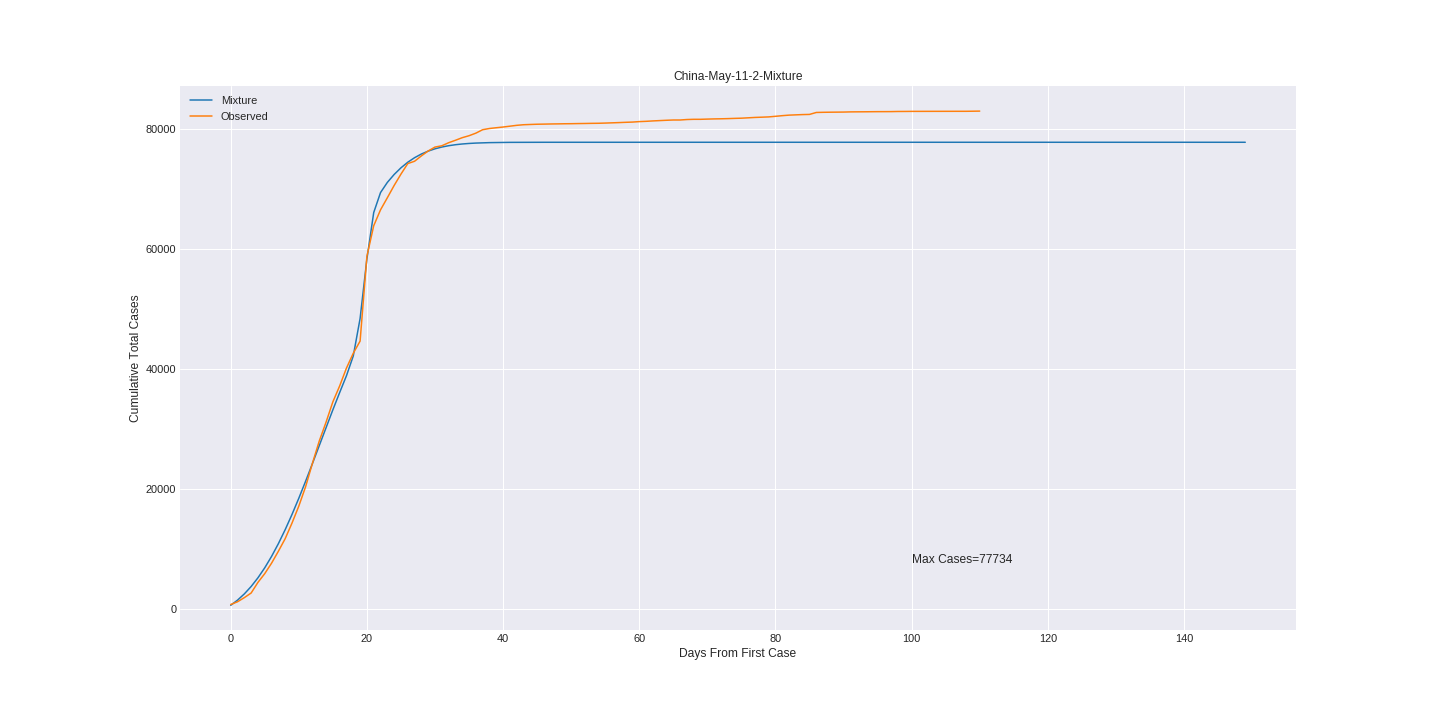 China-May-11-2-Mixture
Mixture
Observed
80000
60000
40000
20000
0
Cumulative Total Cases
Max Cases=77734
0 20 40 60 80 100 120 140
Days From First Case